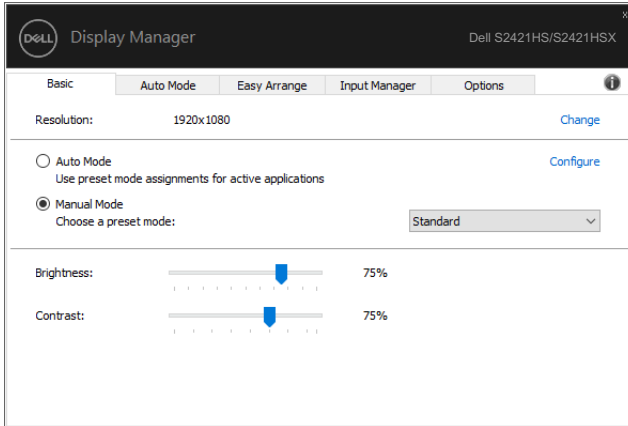 x
DELL Display Manager Dell S2421HS/S2421HSX
Basic Auto Mode Easy Arrange Input Manager Options i
Resolution: 1920x1080 Change
Auto Mode Configure
Use preset mode assignments for active applications
Manual Mode
Choose a preset mode: Standard
Brightness: 75%
Contrast: 75%